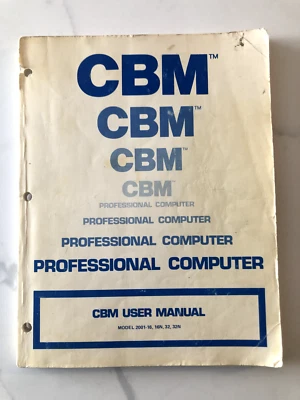 CBM™
CBM™
CBM™
CBM
PROFESSIONAL COMPUTER
PROFESSIONAL COMPUTER
PROFESSIONAL COMPUTER
PROFESSIONAL COMPUTER
CBM USER MANUAL
MODEL 2001-16, 16N, 32, 32N